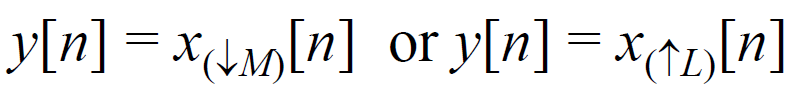 y[n] = x(↓M)[n] or y[n] = x(↑L)[n]